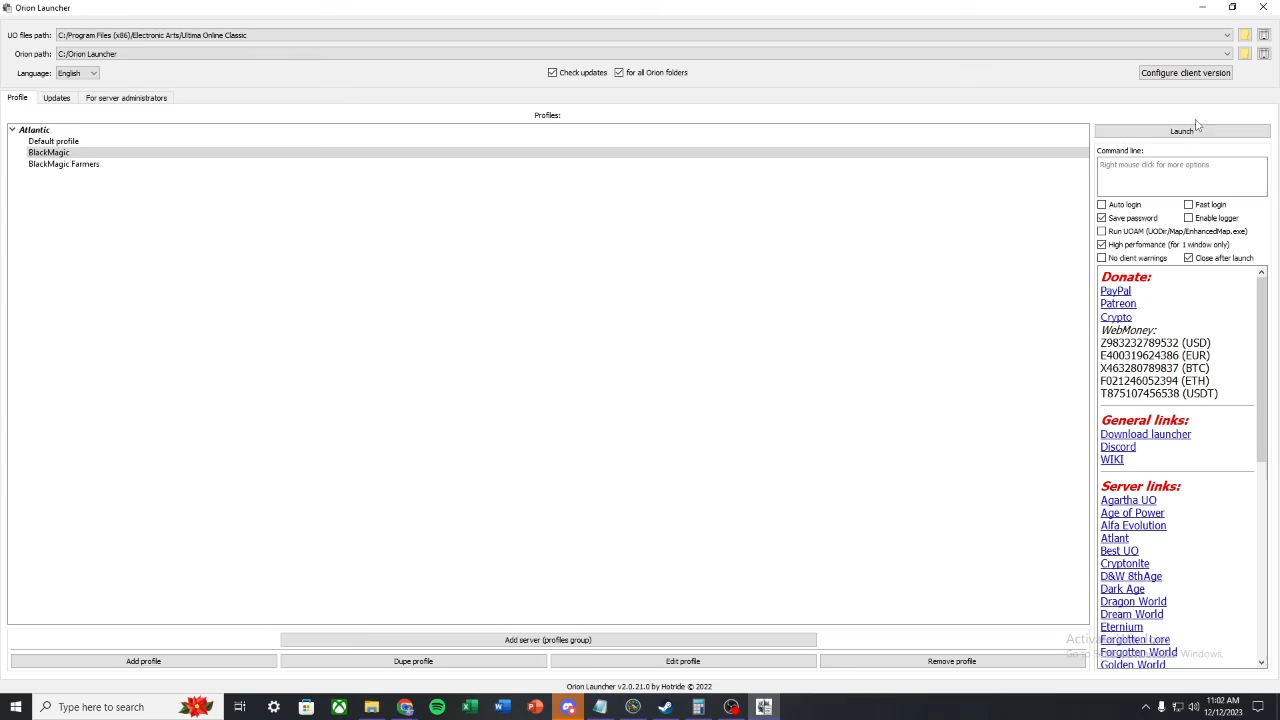 Orion Launcher
UO files path: C:/Program Files (x86)/Electronic Arts/Ultima Online Classic
Orion path: C:/Orion Launcher
Language: English Check updates for all Orion folders Configure client version
Profile Updates For server administrators
Profiles:
Atlantic
Default profile
BlackMagic
BlackMagic Farmers
Launch
Command line:
Right mouse click for more options
Auto login Fast login
Save password Enable logger
Run UOAM (UODir/Map/EnhancedMap.exe)
High performance (for 1 window only)
No client warnings Close after launch
Donate:
PayPal
Patreon
Crypto
WebMoney:
Z983232789532 (USD)
E400319624386 (EUR)
X463280789837 (BTC)
F021246052394 (ETH)
T875107456538 (USDT)
General links:
Download launcher
Discord
WIKI
Server links:
Agartha UO
Age of Power
Alfa Evolution
Atlant
Best UO
Cryptonite
D&W 8thAge
Dark Age
Dragon World
Dream World
Eternium
Forgotten Lore
Forgotten World
Golden World
Add server (profiles group)
Add profile Dupe profile Edit profile Remove profile
Orion Launcher v2.0.21.0 by Hotride © 2022
Type here to search
11:02 AM
12/12/2023